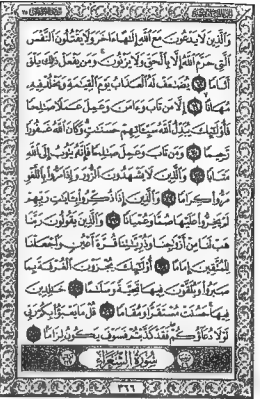 وَالَّذِينَ لَا يَدْعُونَ مَعَ اللَّهِ إِلَٰهًا آخَرَ وَلَا يَقْتُلُونَ النَّفْسَ
الَّتِي حَرَّمَ اللَّهُ إِلَّا بِالْحَقِّ وَلَا يَزْنُونَ ۚ وَمَن يَفْعَلْ ذَٰلِكَ يَلْقَ
أَثَامًا ٦٨ يُضَاعَفْ لَهُ الْعَذَابُ يَوْمَ الْقِيَامَةِ وَيَخْلُدْ فِيهِ
مُهَانًا ٦٩ إِلَّا مَن تَابَ وَآمَنَ وَعَمِلَ عَمَلًا صَالِحًا
فَأُولَٰئِكَ يُبَدِّلُ اللَّهُ سَيِّئَاتِهِمْ حَسَنَاتٍ ۗ وَكَانَ اللَّهُ غَفُورًا
رَّحِيمًا ٧٠ وَمَن تَابَ وَعَمِلَ صَالِحًا فَإِنَّهُ يَتُوبُ إِلَى اللَّهِ
مَتَابًا ٧١ وَالَّذِينَ لَا يَشْهَدُونَ الزُّورَ وَإِذَا مَرُّوا بِاللَّغْوِ
مَرُّوا كِرَامًا ٧٢ وَالَّذِينَ إِذَا ذُكِّرُوا بِآيَاتِ رَبِّهِمْ
لَمْ يَخِرُّوا عَلَيْهَا صُمًّا وَعُمْيَانًا ٧٣ وَالَّذِينَ يَقُولُونَ رَبَّنَا
هَبْ لَنَا مِنْ أَزْوَاجِنَا وَذُرِّيَّاتِنَا قُرَّةَ أَعْيُنٍ وَاجْعَلْنَا
لِلْمُتَّقِينَ إِمَامًا ٧٤ أُولَٰئِكَ يُجْزَوْنَ الْغُرْفَةَ بِمَا
صَبَرُوا وَيُلَقَّوْنَ فِيهَا تَحِيَّةً وَسَلَامًا ٧٥ خَالِدِينَ
فِيهَا ۚ حَسُنَتْ مُسْتَقَرًّا وَمُقَامًا ٧٦ قُلْ مَا يَعْبَأُ بِكُمْ رَبِّي
لَوْلَا دُعَاؤُكُمْ ۖ فَقَدْ كَذَّبْتُمْ فَسَوْفَ يَكُونُ لِزَامًا ٧٧
سُورَةُ الشُّعَرَاءِ
٣٦٦